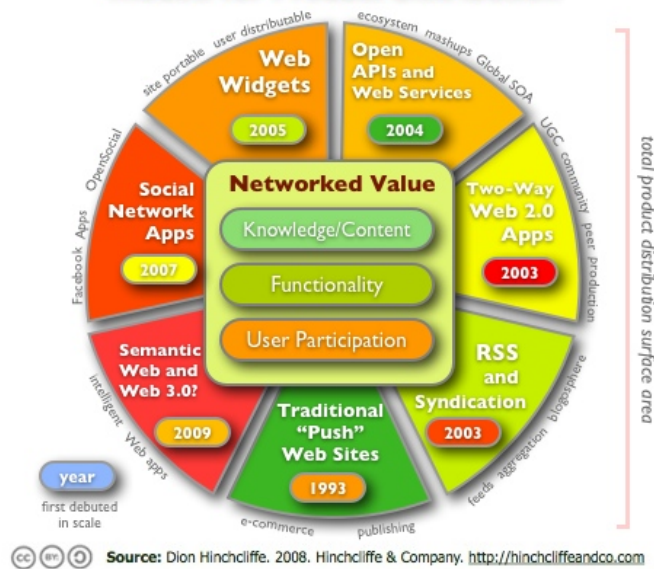 site portable user distributable
ecosystem mashups Global SOA
Web
Widgets
2005
Open
APIs and
Web Services
2004
OpenSocial
Facebook Apps
Social
Network
Apps
2007
Networked Value
Knowledge/Content
Functionality
User Participation
Two-Way
Web 2.0
Apps
2003
UGC community peer production
total product distribution surface area
Semantic
Web and
Web 3.0?
2009
intelligent Web apps
Traditional
“Push”
Web Sites
1993
e-commerce publishing
RSS
and
Syndication
2003
feeds aggregation blogosphere
year
first debuted
in scale
cc BY:
Source: Dion Hinchcliffe. 2008. Hinchcliffe & Company. http://hinchcliffeandco.com